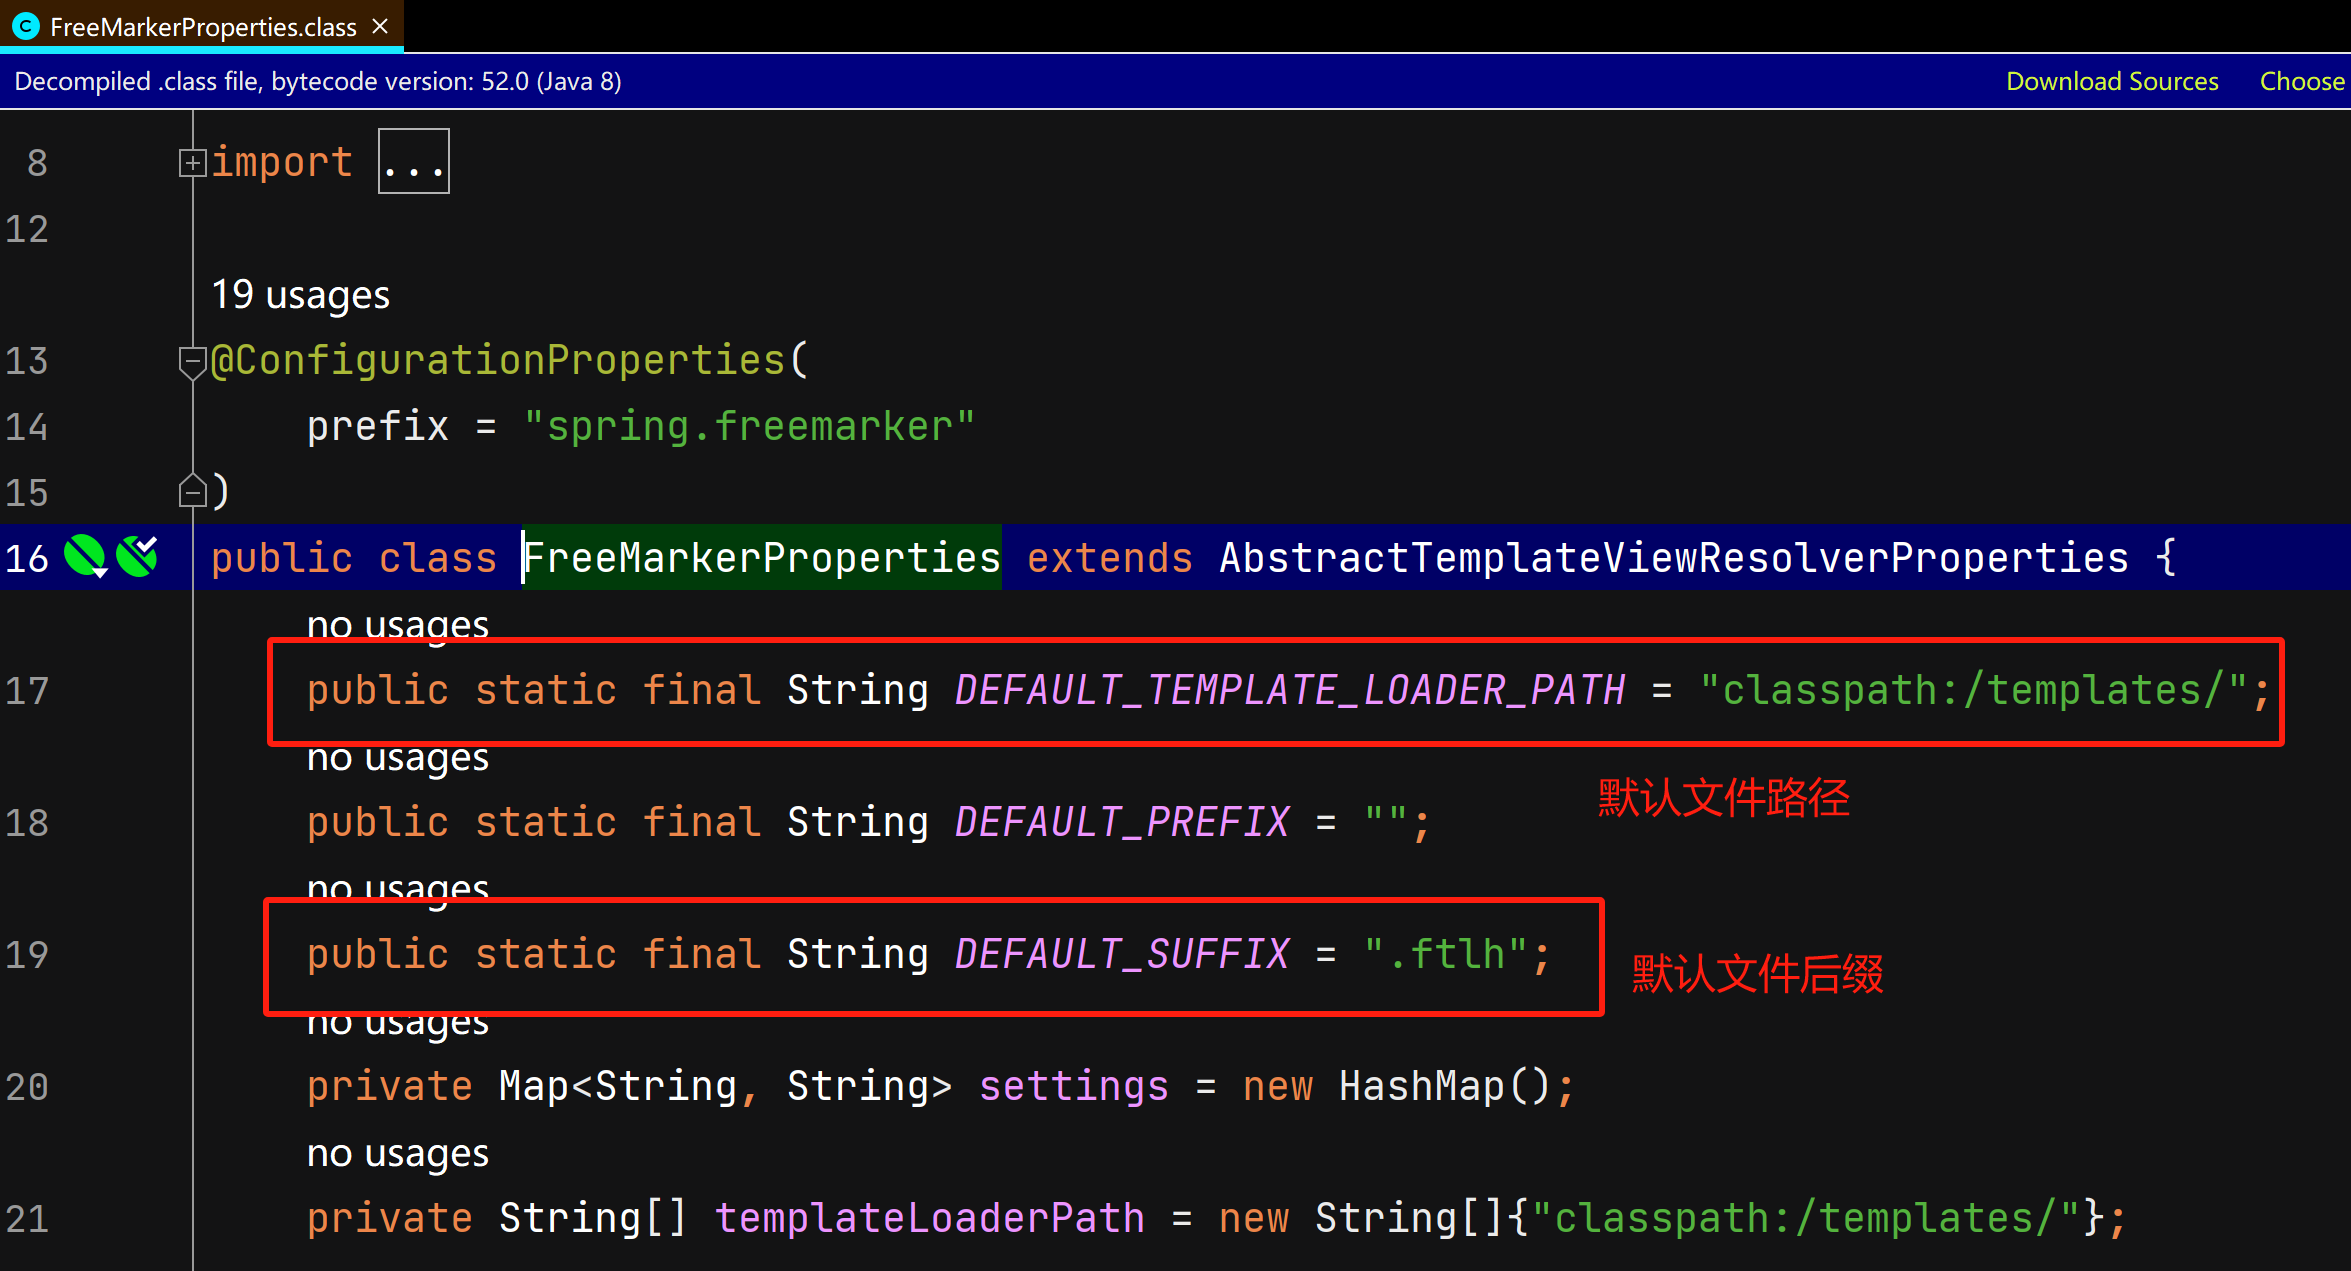 FreeMarkerProperties.class
Decompiled .class file, bytecode version: 52.0 (Java 8) Download Sources Choose
8 import ...
12
19 usages
13 @ConfigurationProperties(
14 prefix = "spring.freemarker"
15 )
16 public class FreeMarkerProperties extends AbstractTemplateViewResolverProperties {
no usages
17 public static final String DEFAULT_TEMPLATE_LOADER_PATH = "classpath:/templates/";
no usages
默认文件路径
18 public static final String DEFAULT_PREFIX = "";
no usages
19 public static final String DEFAULT_SUFFIX = ".ftlh";
默认文件后缀
no usages
20 private Map<String, String> settings = new HashMap();
no usages
21 private String[] templateLoaderPath = new String[]{"classpath:/templates/"};